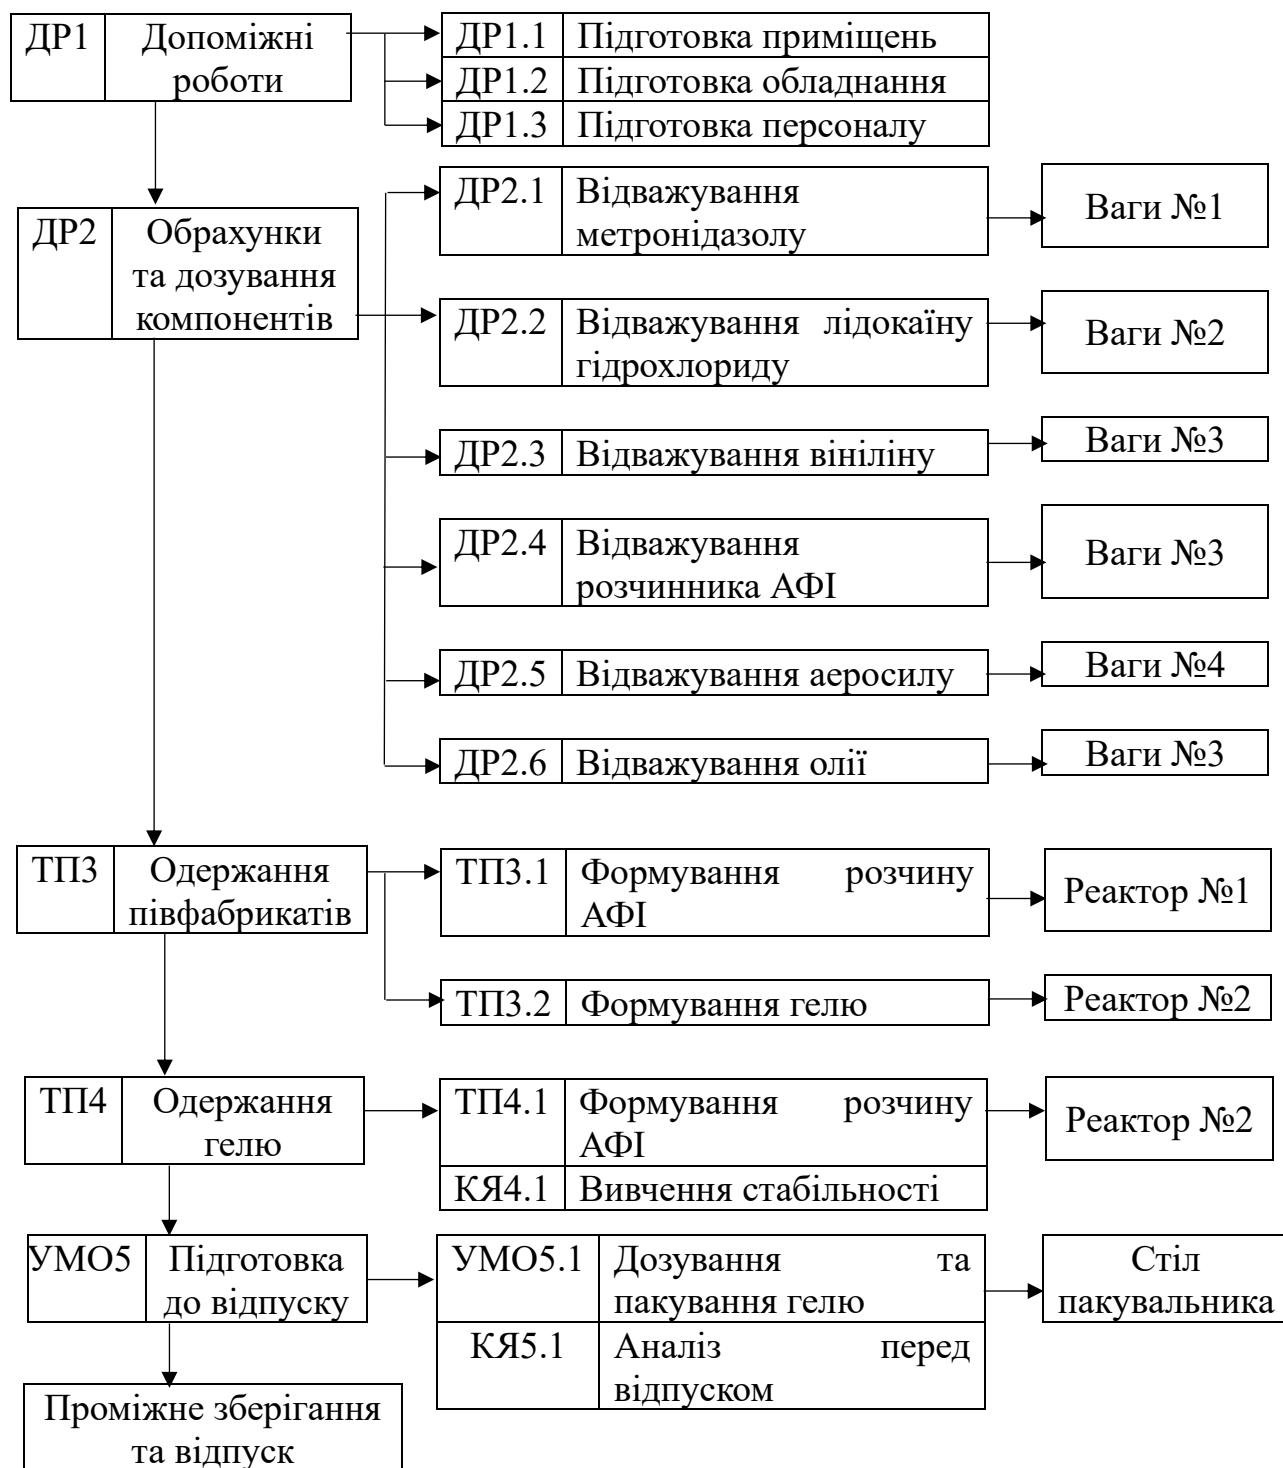 ДР1 Допоміжні
роботи
ДР1.1 Підготовка приміщень
ДР1.2 Підготовка обладнання
ДР1.3 Підготовка персоналу
ДР2 Обрахунки
та дозування
компонентів
ДР2.1 Відважування
метронідазолу
Ваги №1
ДР2.2 Відважування лідокаїну
гідрохлориду
Ваги №2
ДР2.3 Відважування вініліну
Ваги №3
ДР2.4 Відважування
розчинника АФІ
Ваги №3
ДР2.5 Відважування аеросилу
Ваги №4
ДР2.6 Відважування олії
Ваги №3
ТП3 Одержання
півфабрикатів
ТП3.1 Формування розчину
АФІ
Реактор №1
ТП3.2 Формування гелю
Реактор №2
ТП4 Одержання
гелю
ТП4.1 Формування розчину
АФІ
Реактор №2
КЯ4.1 Вивчення стабільності
УМО5 Підготовка
до відпуску
УМО5.1 Дозування та
пакування гелю
Стіл
пакувальника
КЯ5.1 Аналіз перед
відпуском
Проміжне зберігання
та відпуск